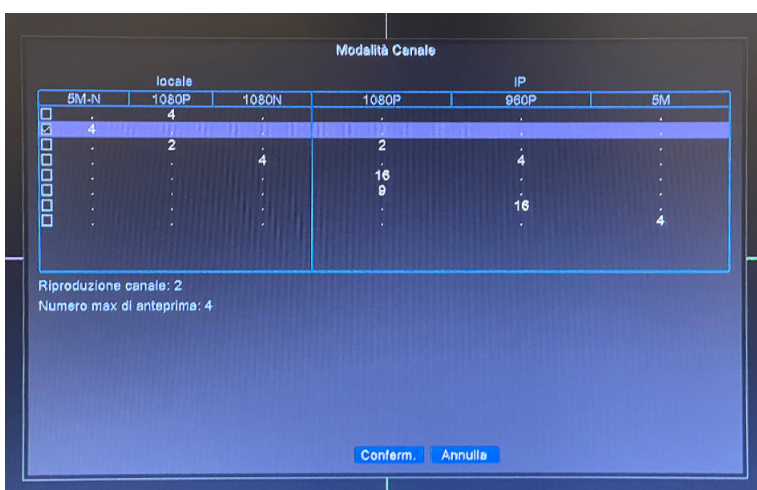 Modalità Canale
locale IP
5M-N 1080P 1080N 1080P 960P 5M
. 4 . . . .
4 . . . . .
. 2 . 2 . .
. . 4 . 4 .
. . . 16 . .
. . . 9 . .
. . . . 16 .
. . . . . 4
Riproduzione canale: 2
Numero max di anteprima: 4
Conferm. Annulla